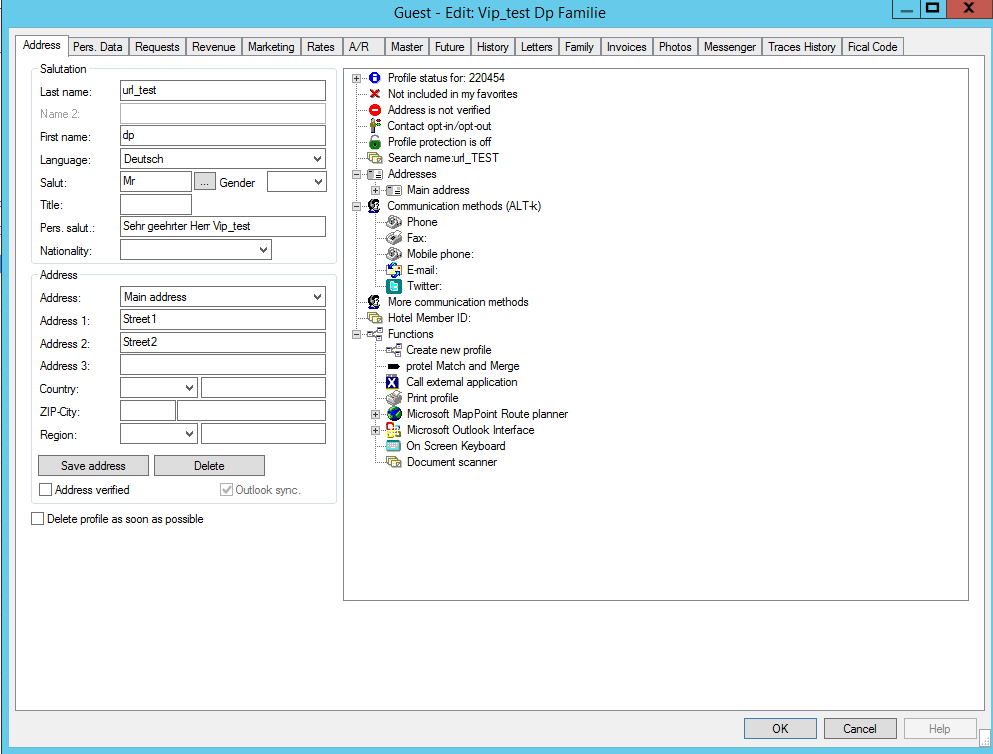 Guest - Edit: Vip_test Dp Familie
Address Pers. Data Requests Revenue Marketing Rates A/R Master Future History Letters Family Invoices Photos Messenger Traces History Fical Code
Salutation
Last name: url_test
Name 2:
First name: dp
Language: Deutsch
Salut: Mr ... Gender
Title:
Pers. salut.: Sehr geehrter Herr Vip_test
Nationality:
Address
Address: Main address
Address 1: Street1
Address 2: Street2
Address 3:
Country:
ZIP-City:
Region:
Save address Delete
Address verified Outlook sync.
Delete profile as soon as possible
Profile status for: 220454
Not included in my favorites
Address is not verified
Contact opt-in/opt-out
Profile protection is off
Search name:url_TEST
Addresses
Main address
Communication methods (ALT-k)
Phone
Fax:
Mobile phone:
E-mail:
Twitter:
More communication methods
Hotel Member ID:
Functions
Create new profile
protel Match and Merge
Call external application
Print profile
Microsoft MapPoint Route planner
Microsoft Outlook Interface
On Screen Keyboard
Document scanner
OK Cancel Help